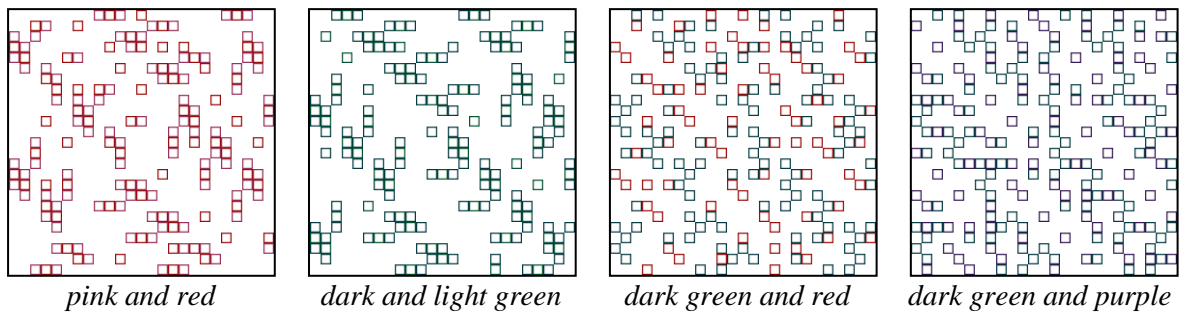 pink and red
dark and light green
dark green and red
dark green and purple